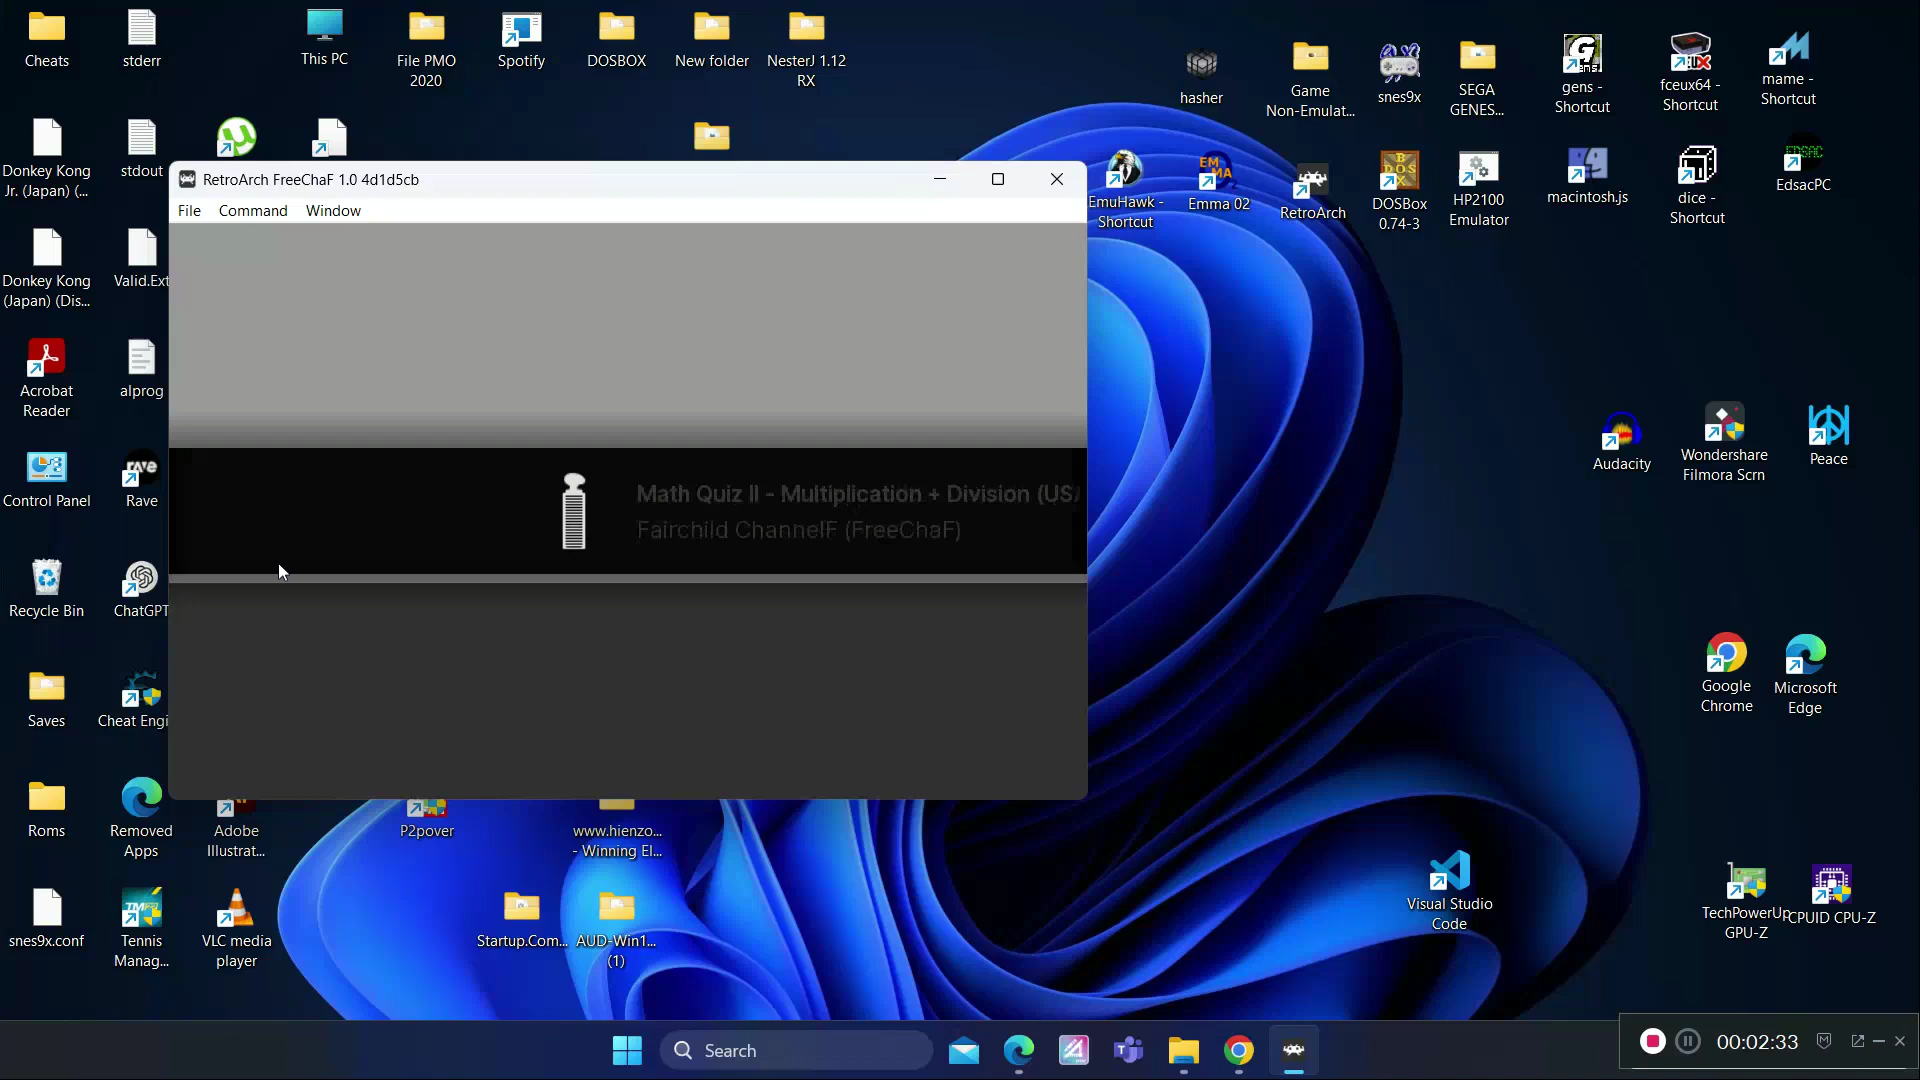 Cheats
stderr
This PC
File PMO
2020
Spotify
DOSBOX
New folder
NesterJ 1.12
RX
hasher
Game
Non-Emulat...
snes9x
SEGA
GENES...
gens -
Shortcut
fceux64 -
Shortcut
mame -
Shortcut
Donkey Kong
Jr. (Japan) (...
stdout
RetroArch FreeChaF 1.0 4d1d5cb
File Command Window
EmuHawk -
Shortcut
EMMA
Emma 02
RetroArch
DOSBox
0.74-3
HP2100
Emulator
macintosh.js
dice -
Shortcut
EDSAC
EdsacPC
Donkey Kong
(Japan) (Dis...
Valid.Ext
Acrobat
Reader
alprog
Control Panel
rave
Rave
Math Quiz II - Multiplication + Division (US
Fairchild ChannelF (FreeChaF)
Audacity
Wondershare
Filmora Scrn
Peace
Recycle Bin
ChatGPT
Saves
Cheat Engi
Google
Chrome
Microsoft
Edge
Roms
Removed
Apps
Adobe
Illustrat...
P2pover
www.hienzo...
- Winning El...
snes9x.conf
Tennis
Manag...
VLC media
player
Startup.Com...
AUD-Win1...
(1)
Visual Studio
Code
TechPowerUp
GPU-Z
CPUID CPU-Z
Search
00:02:33